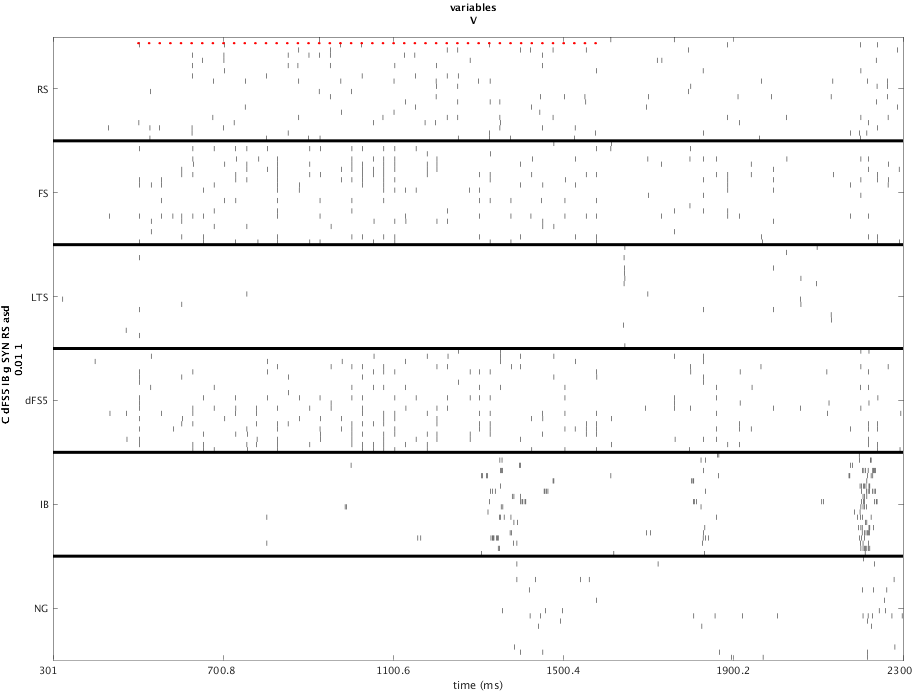 variables
V
C dFS5 IB g SYN RS asd
0.01 1
RS
FS
LTS
dFS5
IB
NG
301
700.8
1100.6
1500.4
1900.2
2300
time (ms)